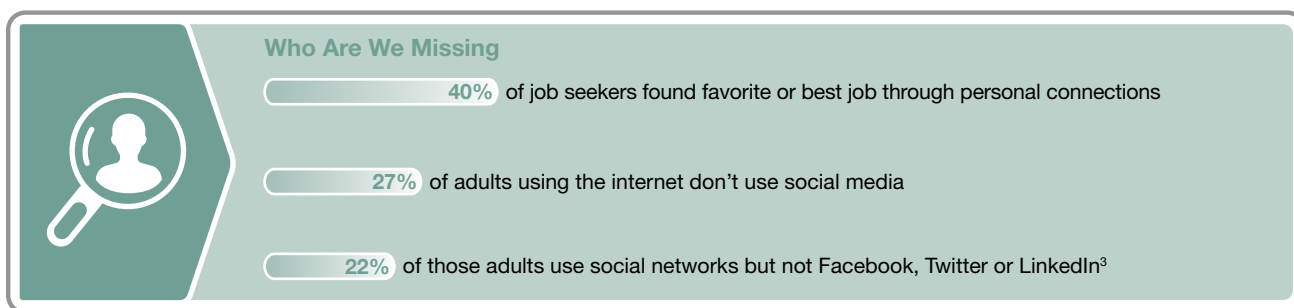 Who Are We Missing
40% of job seekers found favorite or best job through personal connections
27% of adults using the internet don’t use social media
22% of those adults use social networks but not Facebook, Twitter or LinkedIn³